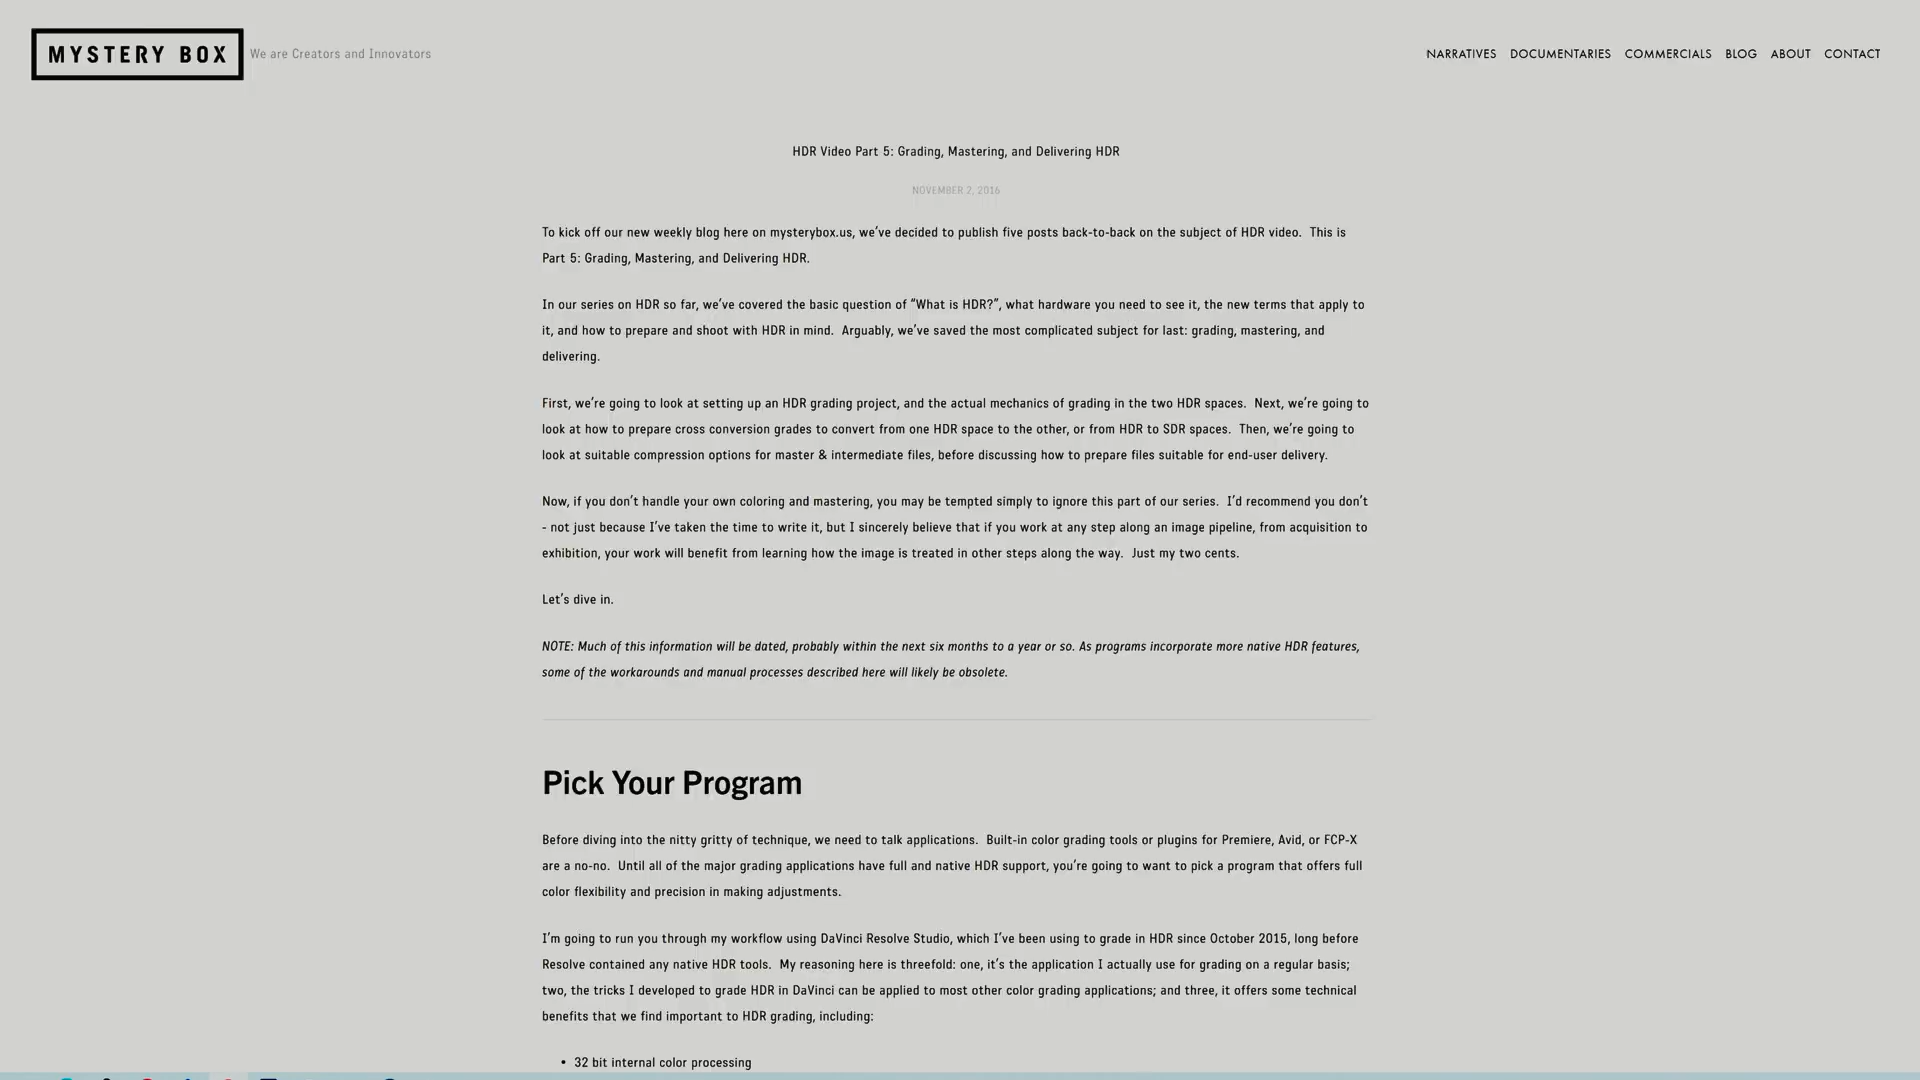 MYSTERY BOX
We are Creators and Innovators
NARRATIVES DOCUMENTARIES COMMERCIALS BLOG ABOUT CONTACT
HDR Video Part 5: Grading, Mastering, and Delivering HDR
NOVEMBER 2, 2016
To kick off our new weekly blog here on mysterybox.us, we’ve decided to publish five posts back-to-back on the subject of HDR video.  This is
Part 5: Grading, Mastering, and Delivering HDR.
In our series on HDR so far, we’ve covered the basic question of “What is HDR?”, what hardware you need to see it, the new terms that apply to
it, and how to prepare and shoot with HDR in mind.  Arguably, we’ve saved the most complicated subject for last: grading, mastering, and
delivering.
First, we’re going to look at setting up an HDR grading project, and the actual mechanics of grading in the two HDR spaces.  Next, we’re going to
look at how to prepare cross conversion grades to convert from one HDR space to the other, or from HDR to SDR spaces.  Then, we’re going to
look at suitable compression options for master & intermediate files, before discussing how to prepare files suitable for end-user delivery.
Now, if you don’t handle your own coloring and mastering, you may be tempted simply to ignore this part of our series.  I’d recommend you don’t
- not just because I’ve taken the time to write it, but I sincerely believe that if you work at any step along an image pipeline, from acquisition to
exhibition, your work will benefit from learning how the image is treated in other steps along the way.  Just my two cents.
Let’s dive in.
NOTE: Much of this information will be dated, probably within the next six months to a year or so. As programs incorporate more native HDR features,
some of the workarounds and manual processes described here will likely be obsolete.
Pick Your Program
Before diving into the nitty gritty of technique, we need to talk applications.  Built-in color grading tools or plugins for Premiere, Avid, or FCP-X
are a no-no.  Until all of the major grading applications have full and native HDR support, you’re going to want to pick a program that offers full
color flexibility and precision in making adjustments.
I’m going to run you through my workflow using DaVinci Resolve Studio, which I’ve been using to grade in HDR since October 2015, long before
Resolve contained any native HDR tools.  My reasoning here is threefold: one, it’s the application I actually use for grading on a regular basis;
two, the tricks I developed to grade HDR in DaVinci can be applied to most other color grading applications; and three, it offers some technical
benefits that we find important to HDR grading, including:
• 32 bit internal color processing